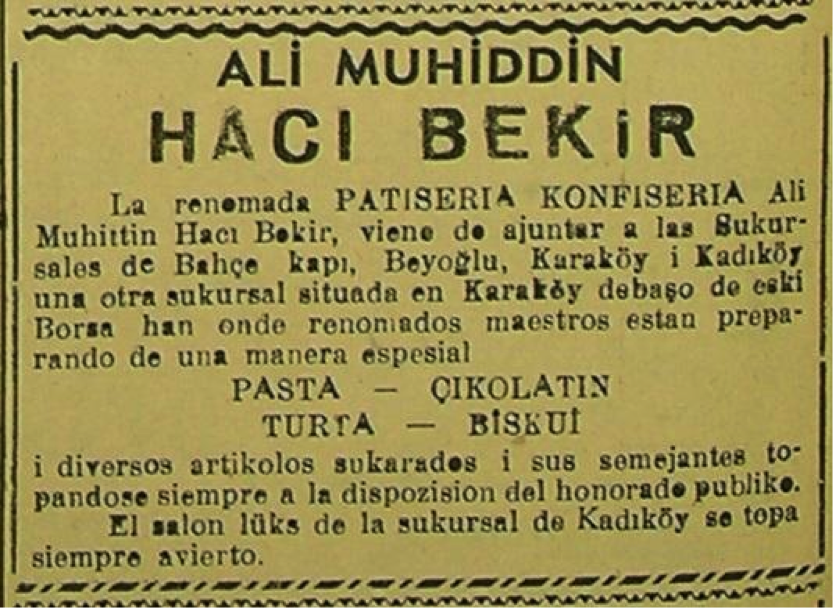 ALİ MUHİDDİN
HACI BEKİR
La renomada PATISERIA KONFISERIA Ali
Muhittin Hacı Bekir, viene de ajuntar a las Sukur-
sales de Bahçe kapı, Beyoğlu, Karaköy i Kadıköy
una otra sukursal situada en Karaköy debaşo de eski
Borsa han onde renomados maestros estan prepa-
rando de una manera espesial
PASTA — ÇIKOLATIN
TURTA — BİSKUİ
i diversos artikolos sukarados i sus semejantes to-
pandose siempre a la dispozision del honorado publiko.
El salon lüks de la sukursal de Kadıköy se topa
siempre avierto.